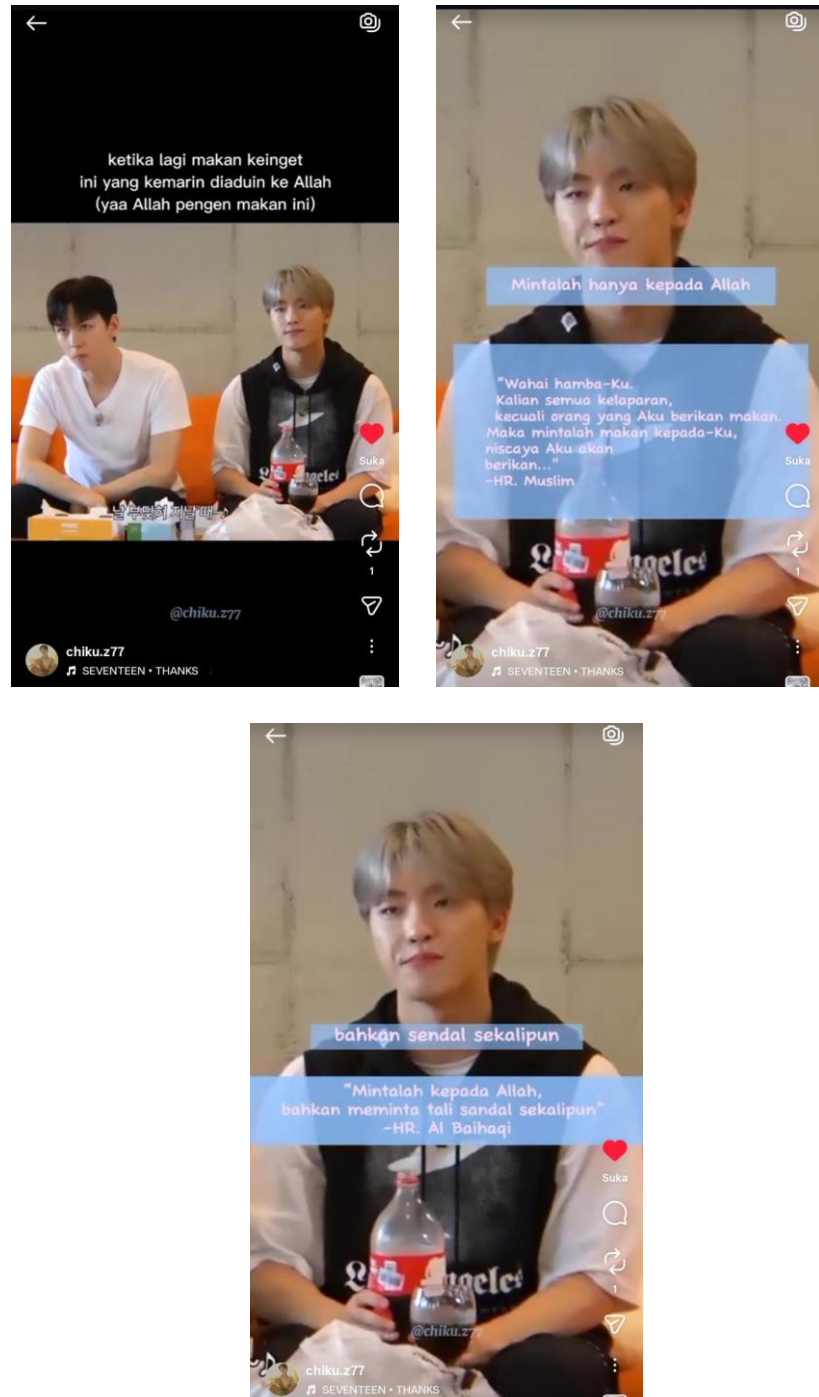 ketika lagi makan keinget
ini yang kemarin diaduin ke Allah
(yaa Allah pengen makan ini)
@chiku.z77
Suka
1
chiku.z77
SEVENTEEN • THANKS
Mintalah hanya kepada Allah
"Wahai hamba-Ku.
Kalian semua kelaparan,
kecuali orang yang Aku berikan makan.
Maka mintalah makan kepada-Ku,
niscaya Aku akan
berikan..."
-HR. Muslim
Suka
1
@chiku.z77
chiku.z77
SEVENTEEN • THANKS
bahkan sendal sekalipun
"Mintalah kepada Allah,
bahkan meminta tali sandal sekalipun"
-HR. Al Baihaqi
Suka
1
@chiku.z77
chiku.z77
SEVENTEEN • THANKS